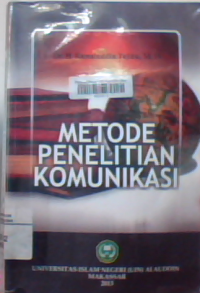 METODE
PENELITIAN
KOMUNIKASI
UNIVERSITAS ISLAM NEGERI (UIN) ALAUDDIN
MAKASSAR